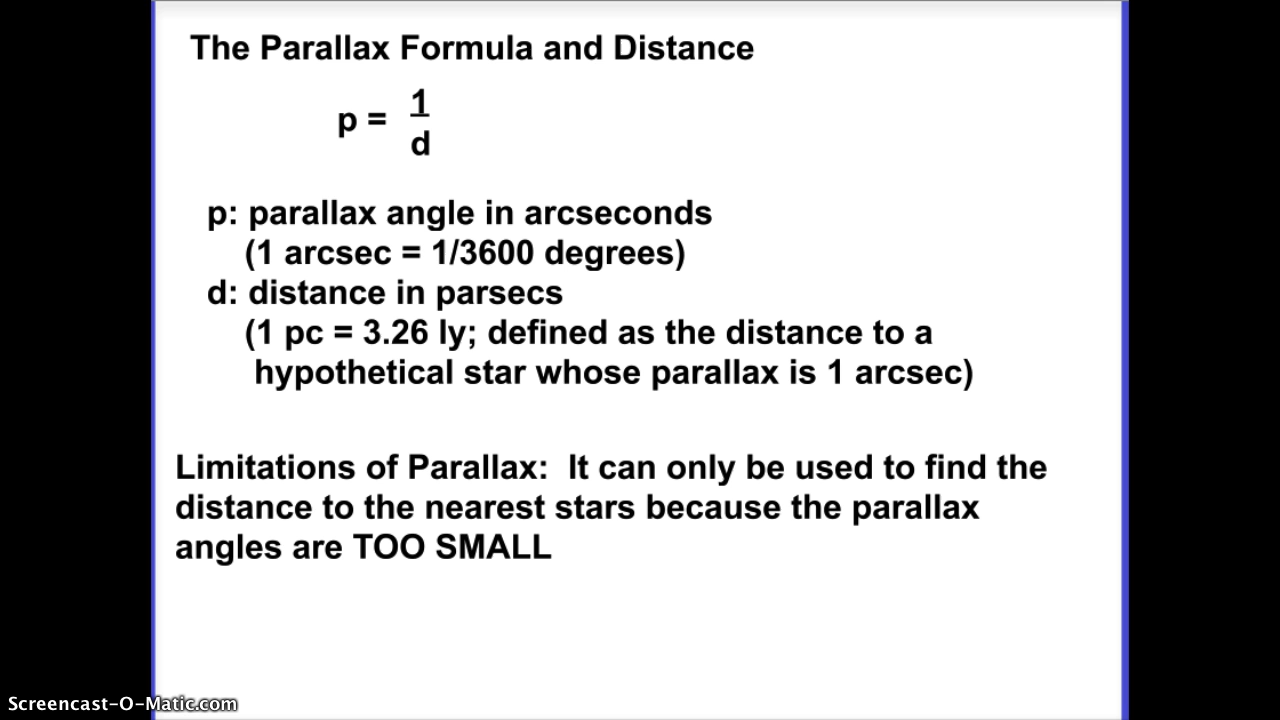 The Parallax Formula and Distance
p = 1
d
p: parallax angle in arcseconds
(1 arcsec = 1/3600 degrees)
d: distance in parsecs
(1 pc = 3.26 ly; defined as the distance to a
hypothetical star whose parallax is 1 arcsec)
Limitations of Parallax:  It can only be used to find the
distance to the nearest stars because the parallax
angles are TOO SMALL
Screencast-O-Matic.com